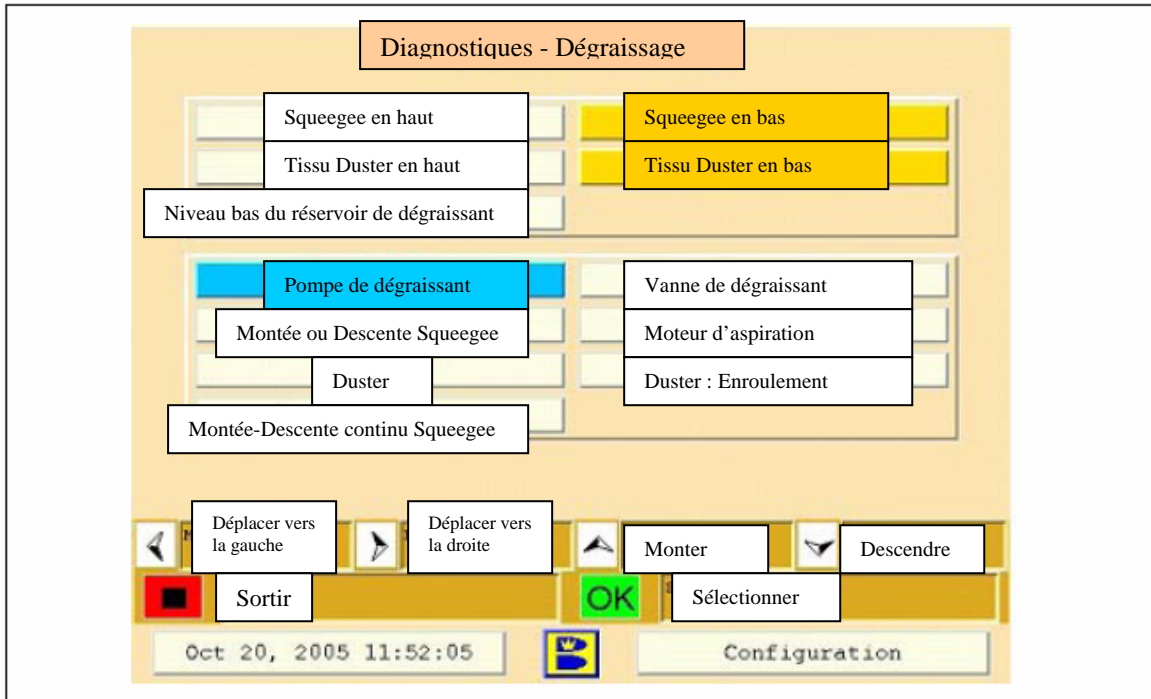 Diagnostiques - Dégraissage
Squeegee en haut
Squeegee en bas
Tissu Duster en haut
Tissu Duster en bas
Niveau bas du réservoir de dégraissant
Pompe de dégraissant
Vanne de dégraissant
Montée ou Descente Squeegee
Moteur d’aspiration
Duster
Duster : Enroulement
Montée-Descente continu Squeegee
Déplacer vers
la gauche
Déplacer vers
la droite
Monter
Descendre
Sortir
OK
Sélectionner
Oct 20, 2005 11:52:05
Configuration